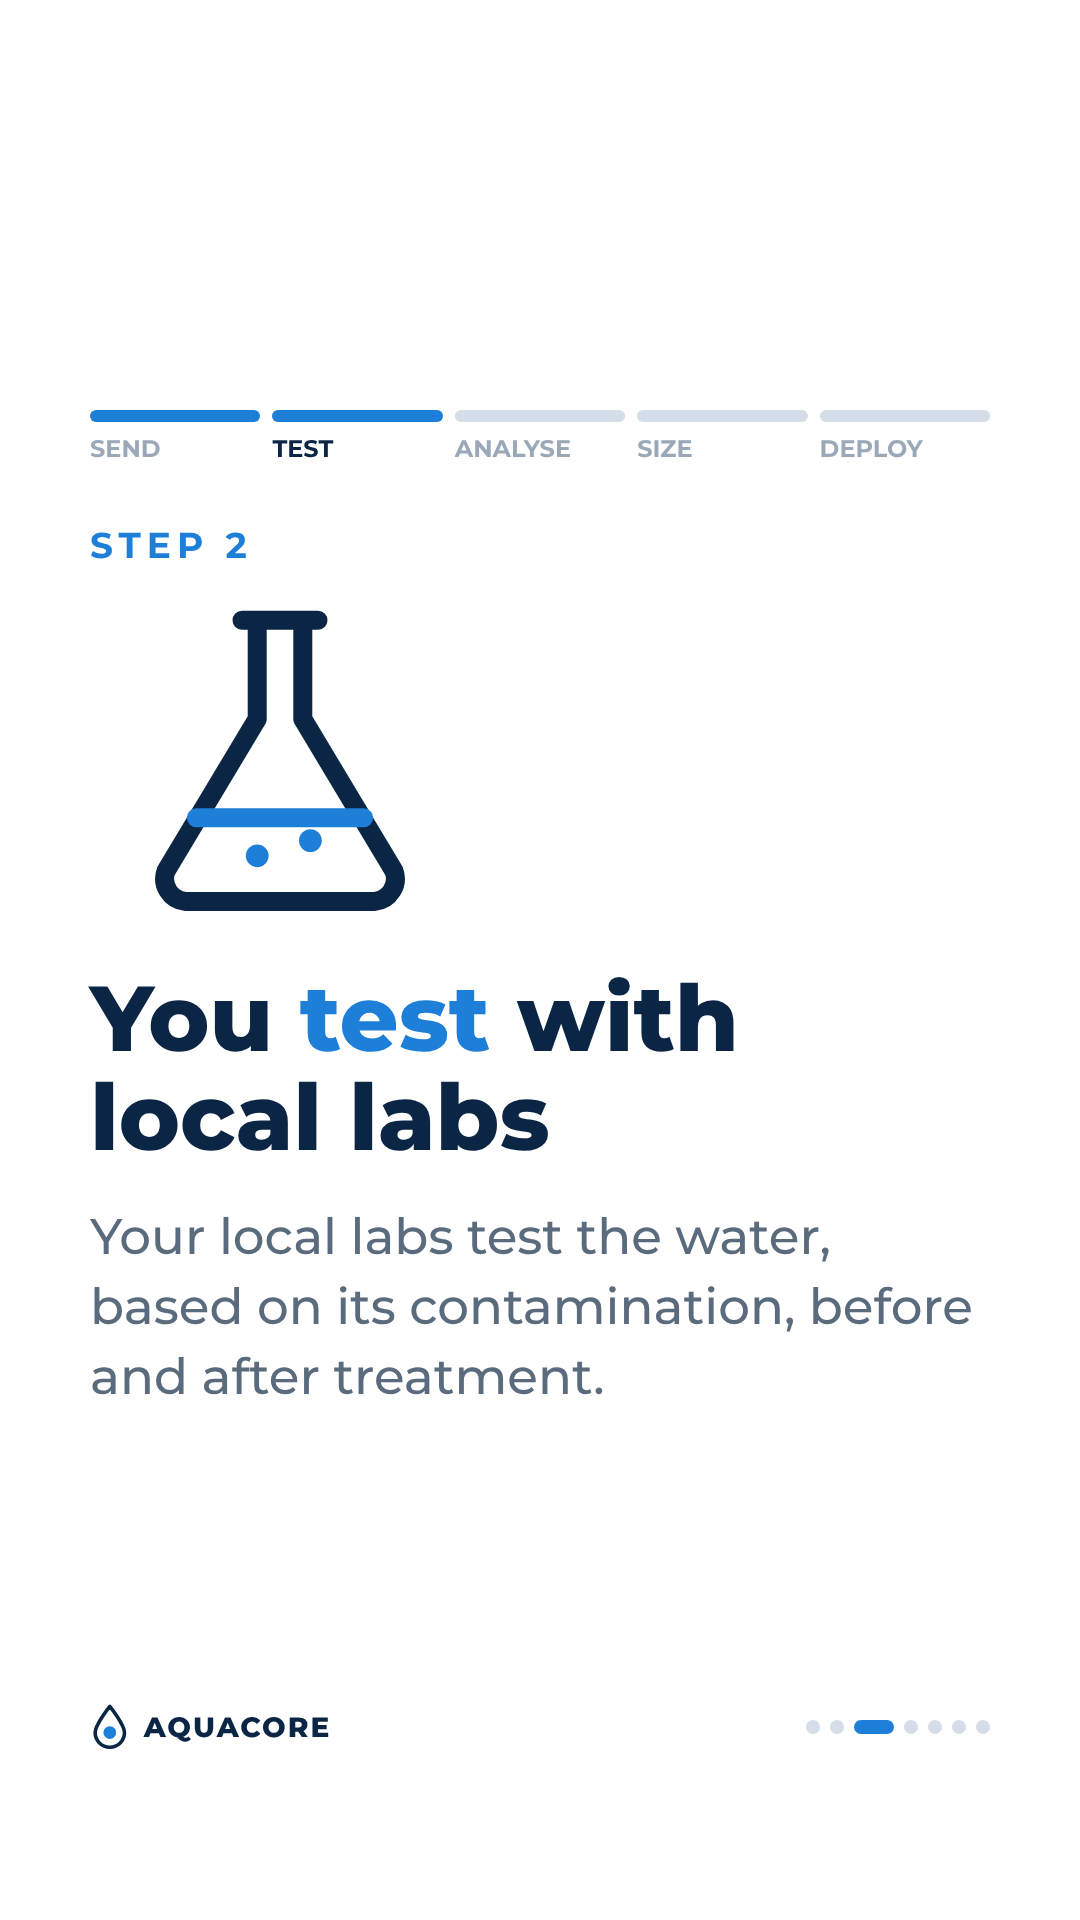 SEND TEST ANALYSE SIZE DEPLOY
STEP 2
You test with
local labs
Your local labs test the water,
based on its contamination, before
and after treatment.
AQUACORE